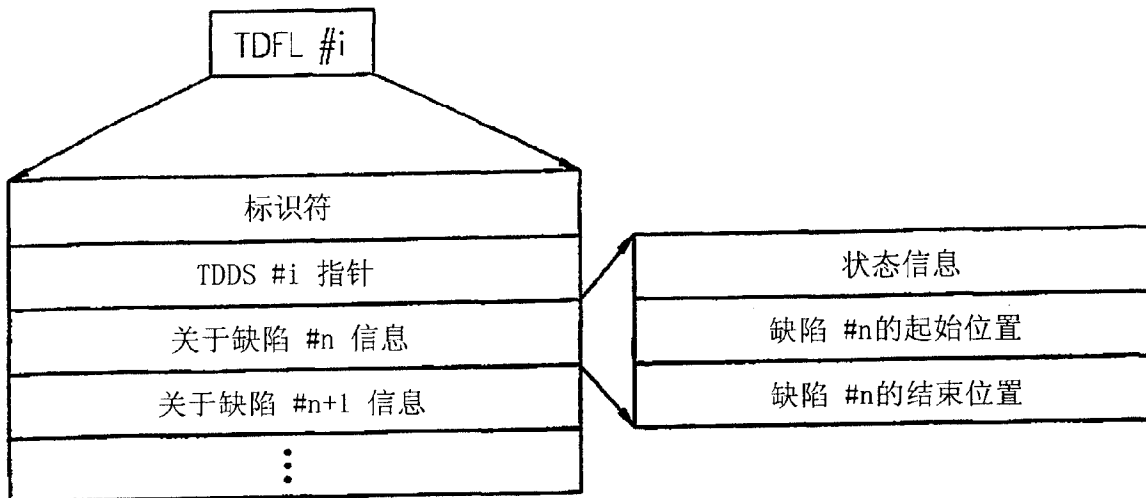 TDFL #i
标识符
TDDS #i 指针
关于缺陷 #n 信息
关于缺陷 #n+1 信息
状态信息
缺陷 #n的起始位置
缺陷 #n的结束位置